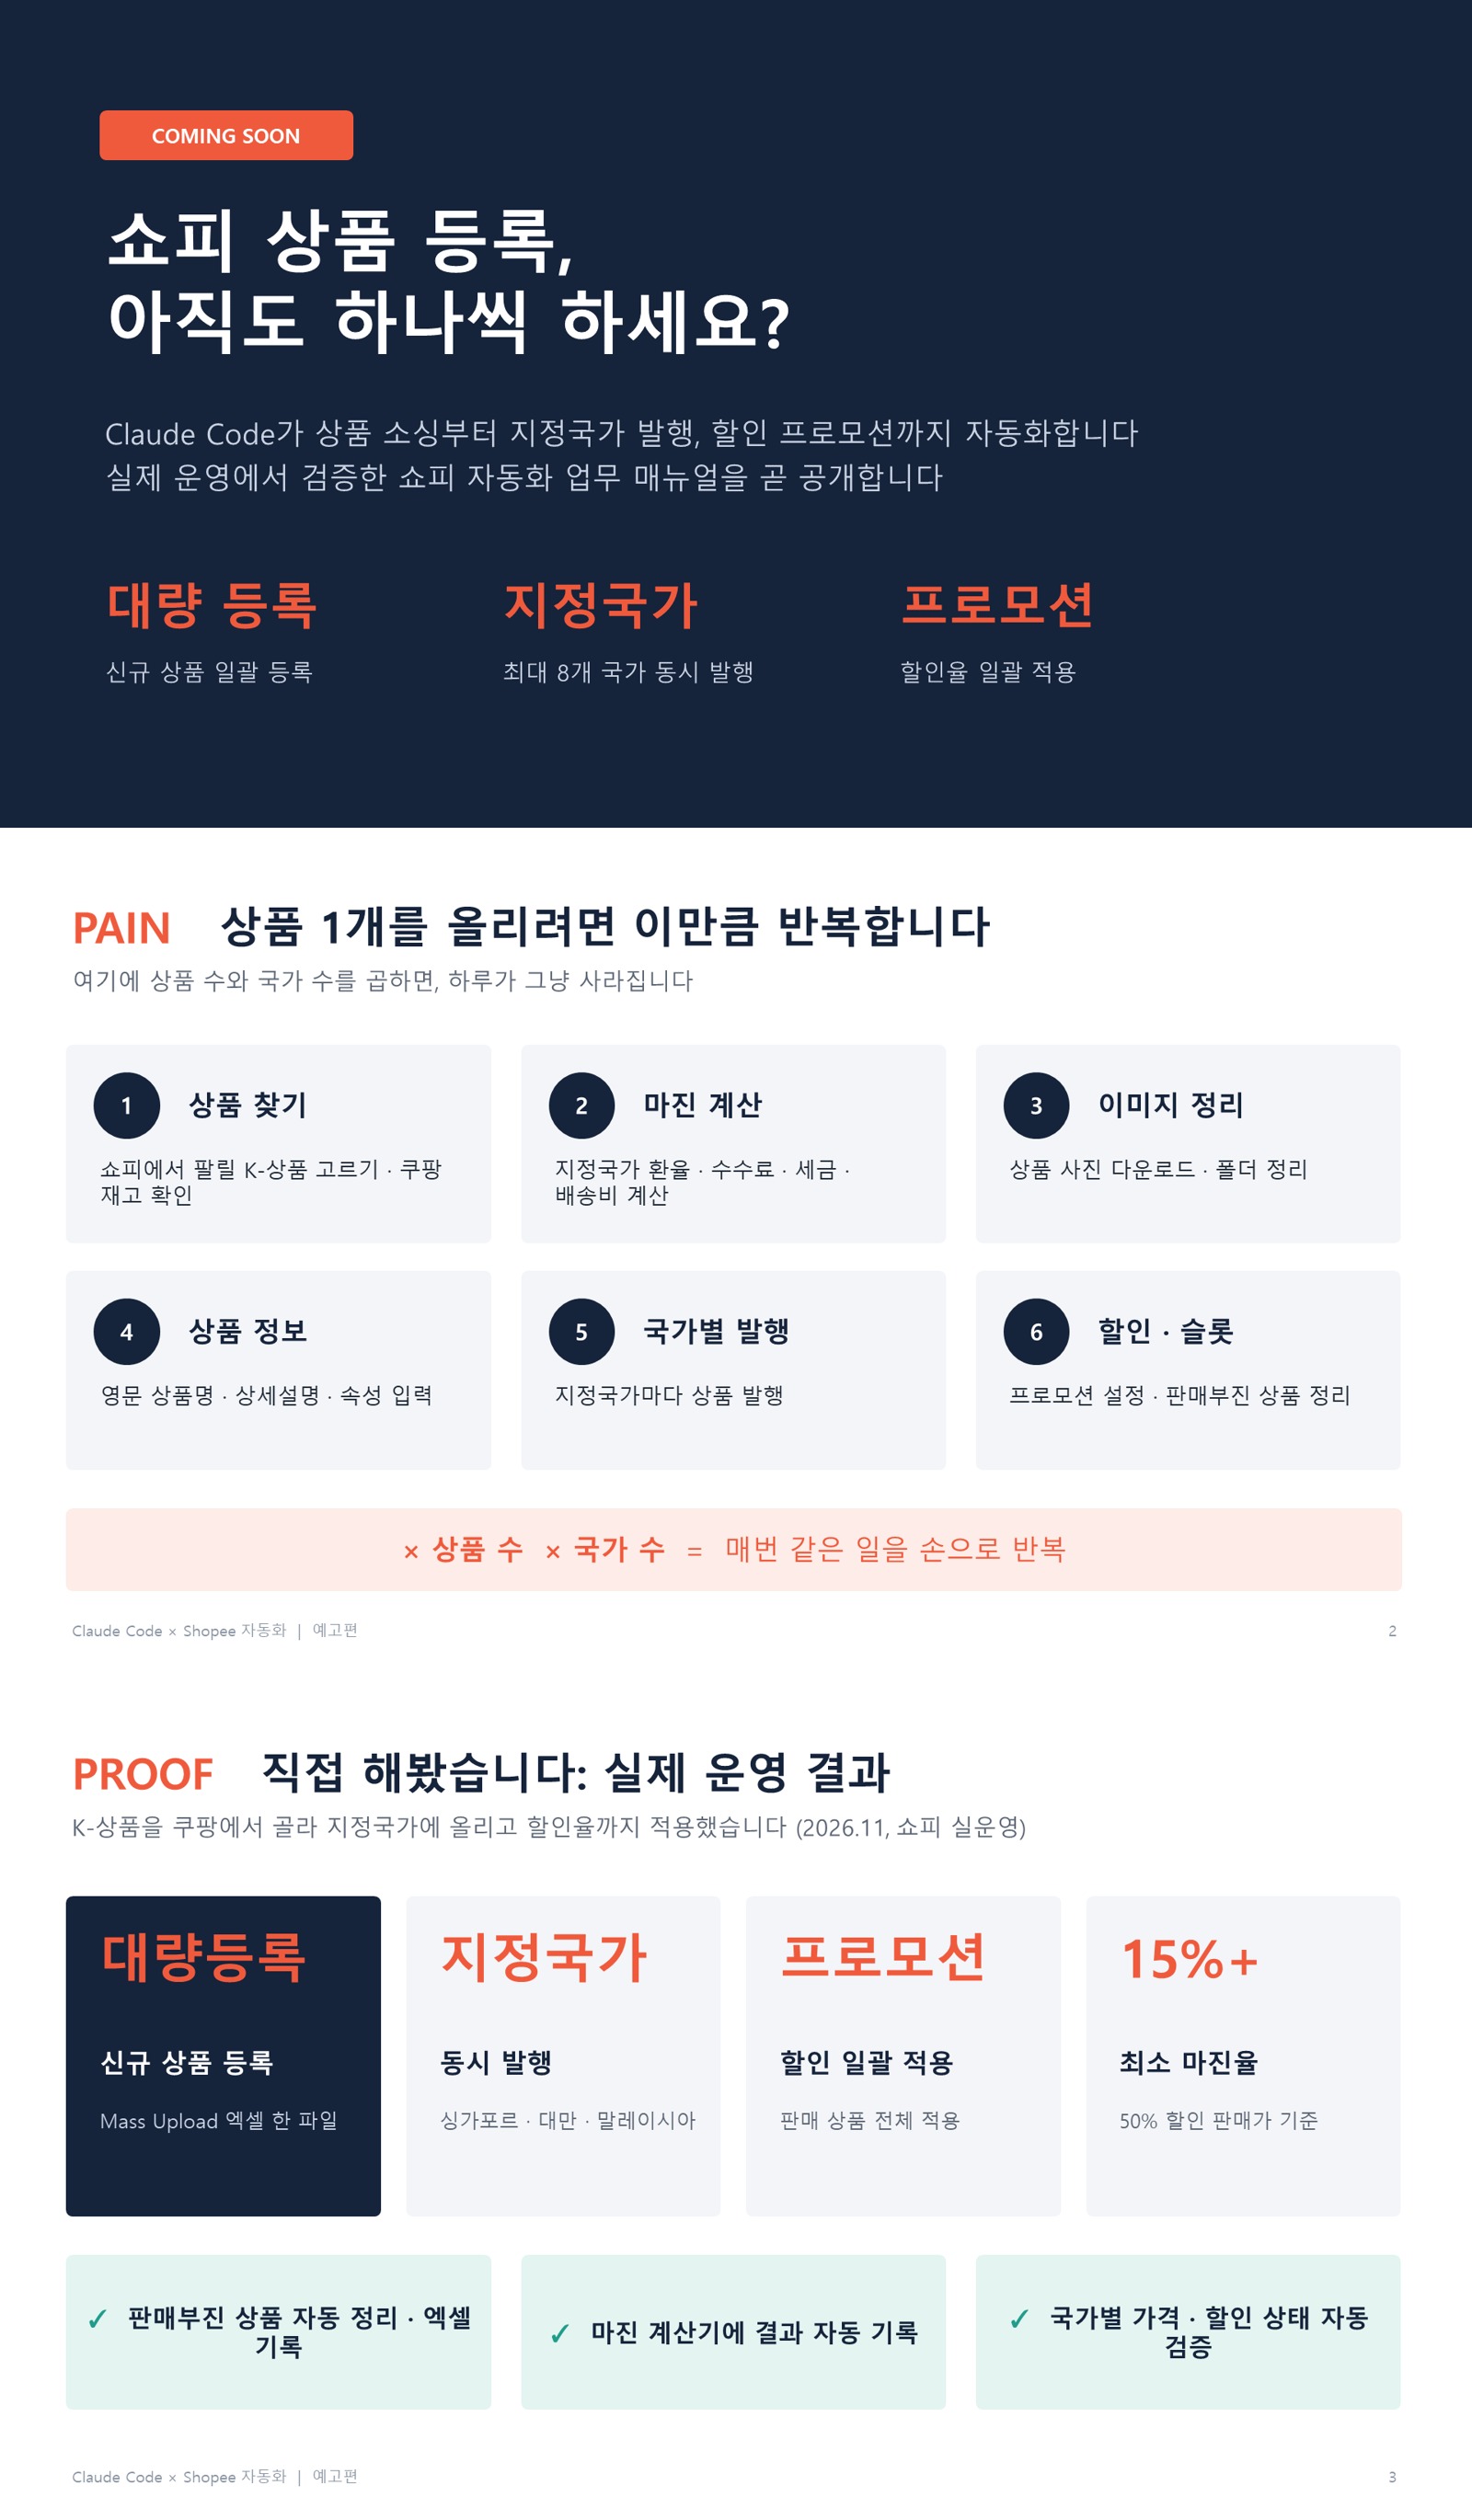 COMING SOON
쇼피 상품 등록,
아직도 하나씩 하세요?
Claude Code가 상품 소싱부터 지정국가 발행, 할인 프로모션까지 자동화합니다
실제 운영에서 검증한 쇼피 자동화 업무 매뉴얼을 곧 공개합니다
대량 등록
신규 상품 일괄 등록
지정국가
최대 8개 국가 동시 발행
프로모션
할인율 일괄 적용
PAIN 상품 1개를 올리려면 이만큼 반복합니다
여기에 상품 수와 국가 수를 곱하면, 하루가 그냥 사라집니다
1 상품 찾기
쇼피에서 팔릴 K-상품 고르기 · 쿠팡
재고 확인
2 마진 계산
지정국가 환율 · 수수료 · 세금 ·
배송비 계산
3 이미지 정리
상품 사진 다운로드 · 폴더 정리
4 상품 정보
영문 상품명 · 상세설명 · 속성 입력
5 국가별 발행
지정국가마다 상품 발행
6 할인 · 슬롯
프로모션 설정 · 판매부진 상품 정리
× 상품 수 × 국가 수 = 매번 같은 일을 손으로 반복
Claude Code × Shopee 자동화 | 예고편
2
PROOF 직접 해봤습니다: 실제 운영 결과
K-상품을 쿠팡에서 골라 지정국가에 올리고 할인율까지 적용했습니다 (2026.11, 쇼피 실운영)
대량등록
신규 상품 등록
Mass Upload 엑셀 한 파일
지정국가
동시 발행
싱가포르 · 대만 · 말레이시아
프로모션
할인 일괄 적용
판매 상품 전체 적용
15%+
최소 마진율
50% 할인 판매가 기준
✓ 판매부진 상품 자동 정리 · 엑셀
기록
✓ 마진 계산기에 결과 자동 기록
✓ 국가별 가격 · 할인 상태 자동
검증
Claude Code × Shopee 자동화 | 예고편
3